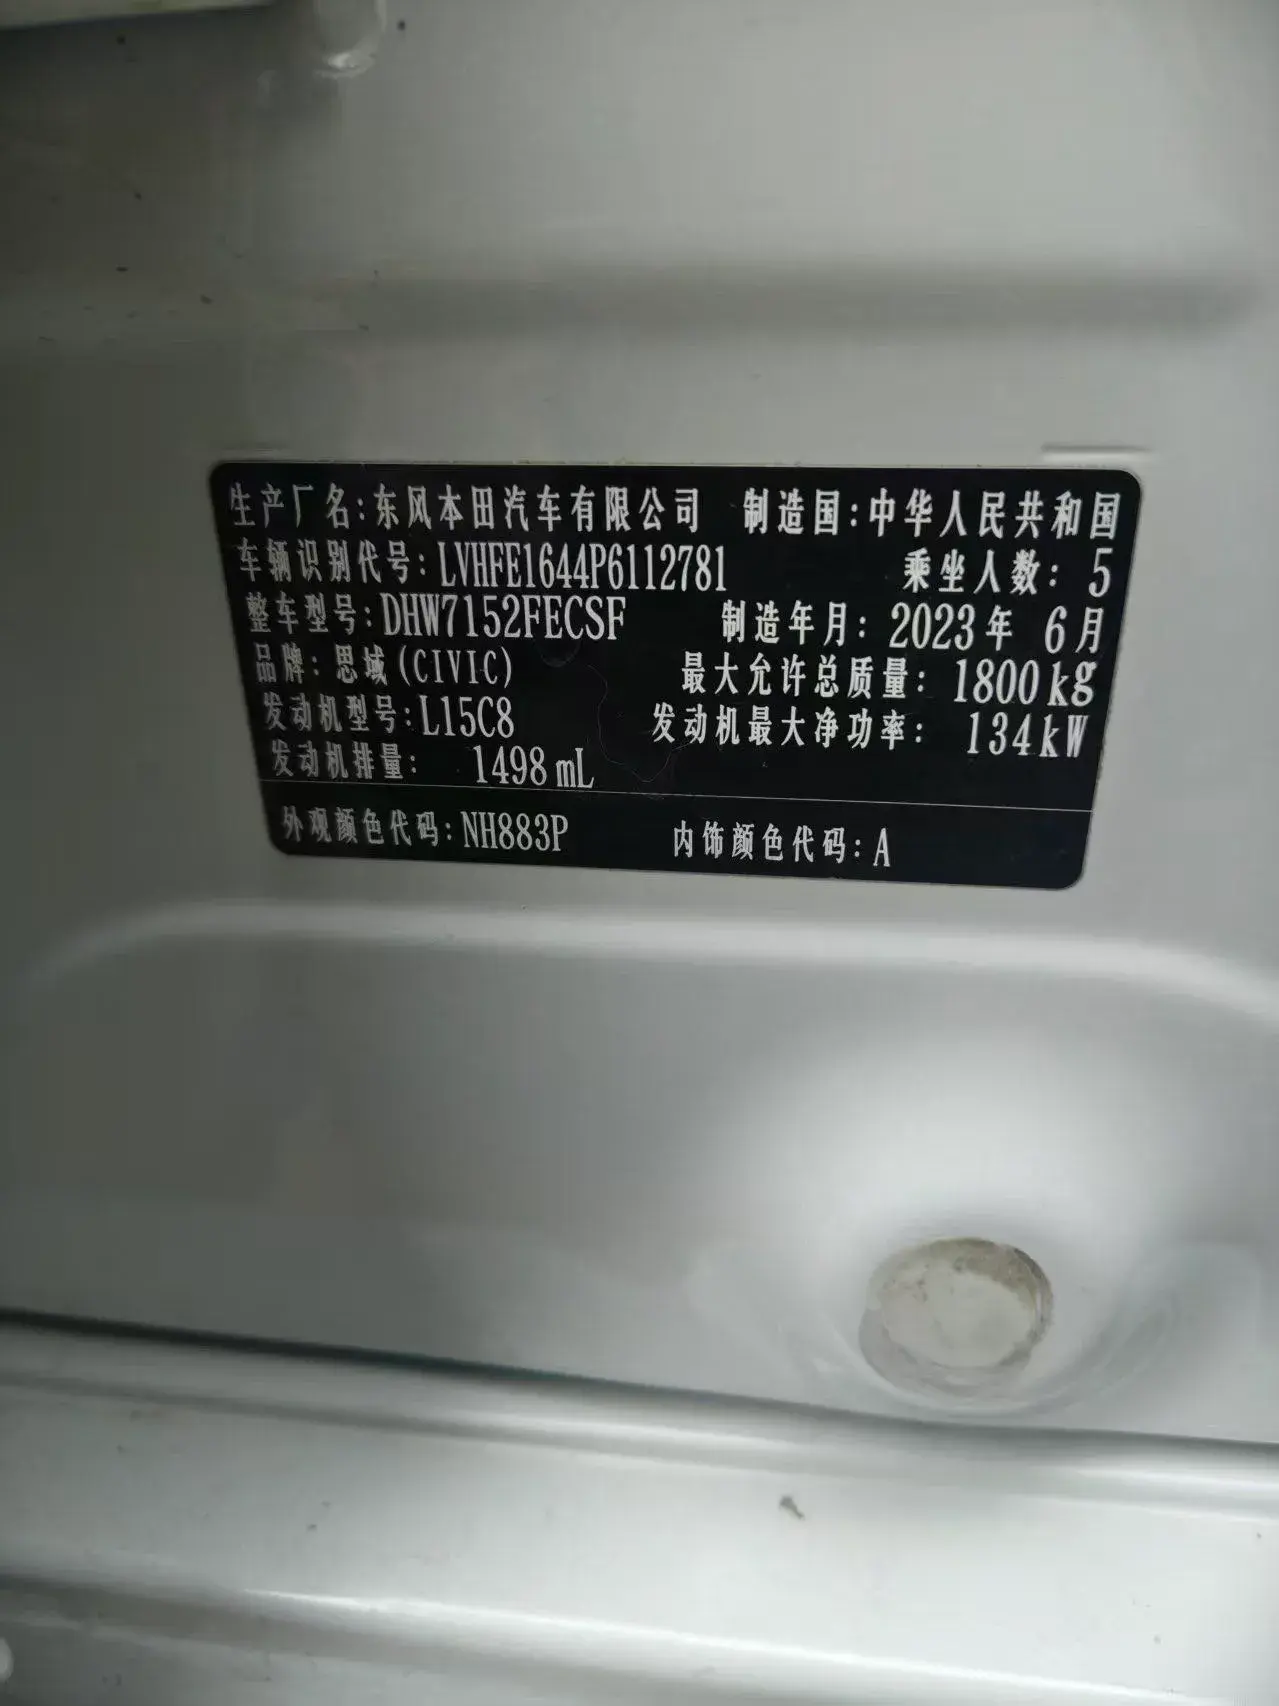 生产厂名:东风本田汽车有限公司 制造国:中华人民共和国
车辆识别代号:LVHFE1644P6112781 乘坐人数: 5
整车型号:DHW7152FECSF 制造年月:2023年 6月
品牌:思域(CIVIC) 最大允许总质量: 1800kg
发动机型号:L15C8 发动机最大净功率: 134kW
发动机排量: 1498mL
外观颜色代码:NH883P 内饰颜色代码:A